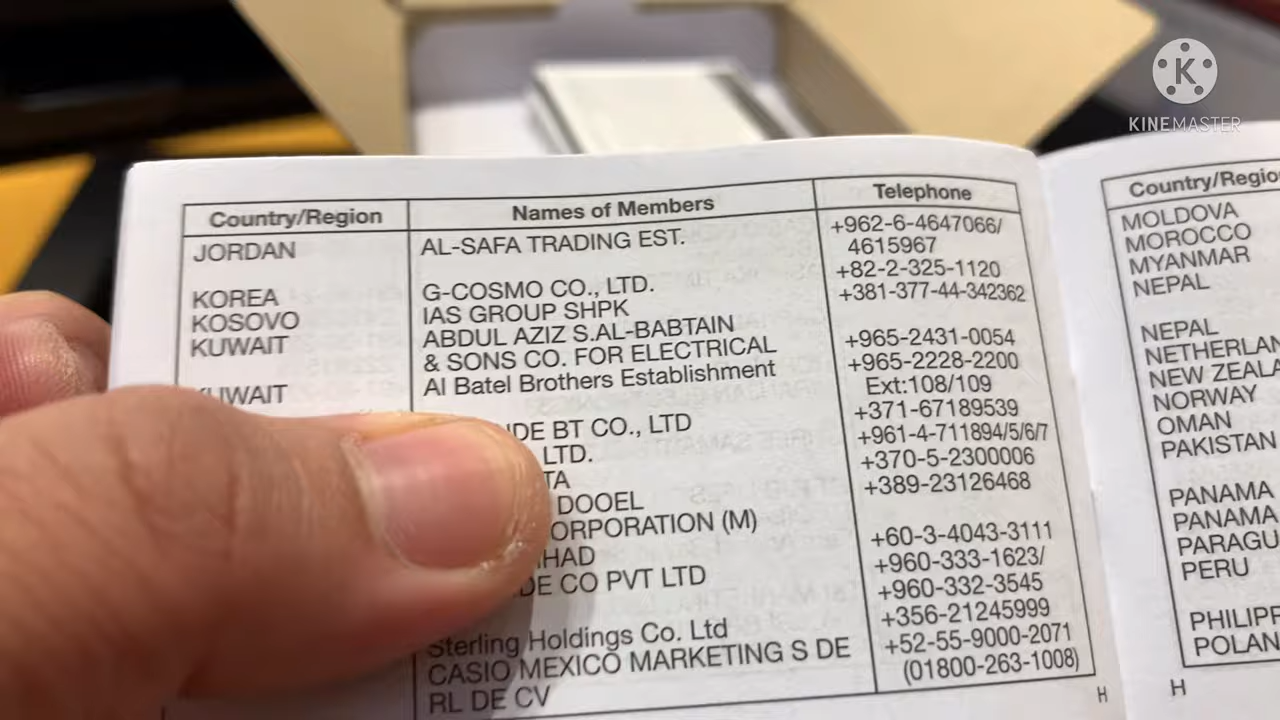 KINEMASTER
Country/Region Names of Members Telephone
JORDAN AL-SAFA TRADING EST. +962-6-4647066/
4615967
KOREA G-COSMO CO., LTD. +82-2-325-1120
KOSOVO IAS GROUP SHPK +381-377-44-342362
KUWAIT ABDUL AZIZ S.AL-BABTAIN
& SONS CO. FOR ELECTRICAL +965-2431-0054
KUWAIT Al Batel Brothers Establishment +965-2228-2200
Ext:108/109
BT CO., LTD +371-67189539
LTD. +961-4-711894/5/6/7
+370-5-2300006
DOOEL +389-23126468
(M)
+60-3-4043-3111
CO PVT LTD +960-333-1623/
+960-332-3545
Sterling Holdings Co. Ltd +356-21245999
CASIO MEXICO MARKETING S DE +52-55-9000-2071
RL DE CV (01800-263-1008)
H
Country/Regio
MOLDOVA
MOROCCO
MYANMAR
NEPAL
NEPAL
NETHERLAN
NEW ZEALA
NORWAY
OMAN
PAKISTAN
PANAMA
PANAMA
PARAGU
PERU
PHILIPP
POLAN
H